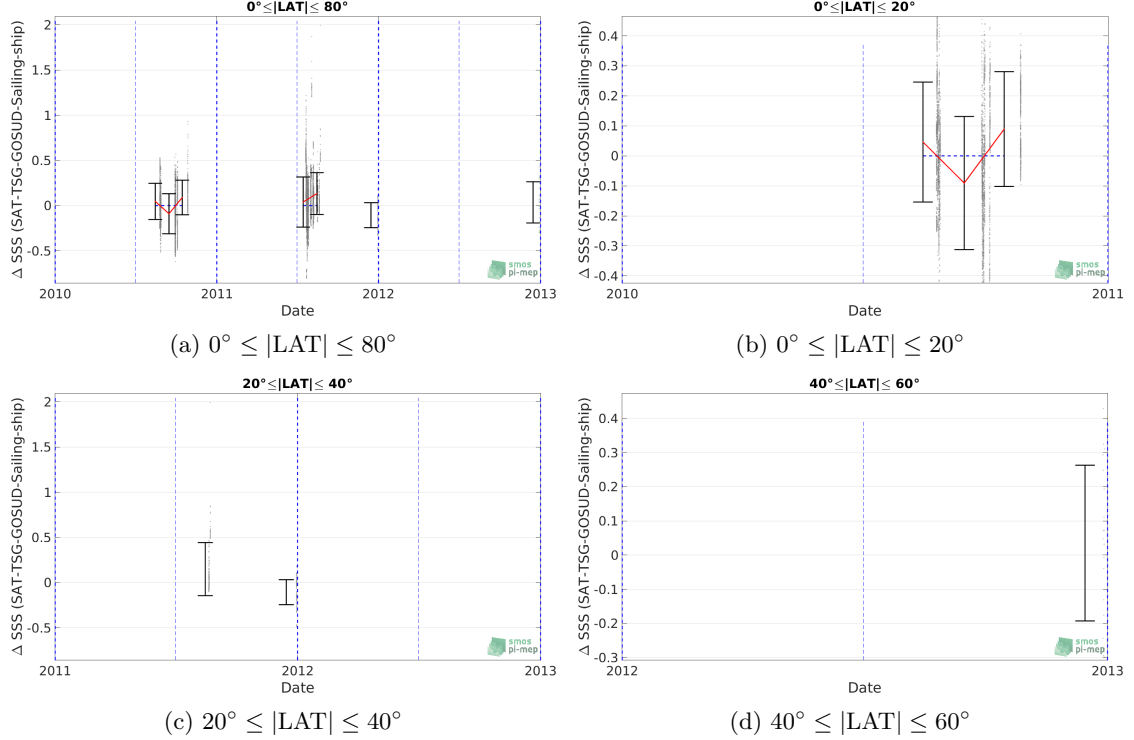 0°≤|LAT|≤ 80°
Δ SSS (SAT-TSG-GOSUD-Sailing-ship)
2
1.5
1
0.5
0
-0.5
smos
pi-mep
2010
2011
2012
2013
Date
(a) 0° ≤ |LAT| ≤ 80°
0°≤|LAT|≤ 20°
Δ SSS (SAT-TSG-GOSUD-Sailing-ship)
0.4
0.3
0.2
0.1
0
-0.1
-0.2
-0.3
-0.4
smos
pi-mep
2010
2011
Date
(b) 0° ≤ |LAT| ≤ 20°
20°≤|LAT|≤ 40°
Δ SSS (SAT-TSG-GOSUD-Sailing-ship)
2
1.5
1
0.5
0
-0.5
smos
pi-mep
2011
2012
2013
Date
(c) 20° ≤ |LAT| ≤ 40°
40°≤|LAT|≤ 60°
Δ SSS (SAT-TSG-GOSUD-Sailing-ship)
0.4
0.3
0.2
0.1
0
-0.1
-0.2
-0.3
smos
pi-mep
2012
2013
Date
(d) 40° ≤ |LAT| ≤ 60°